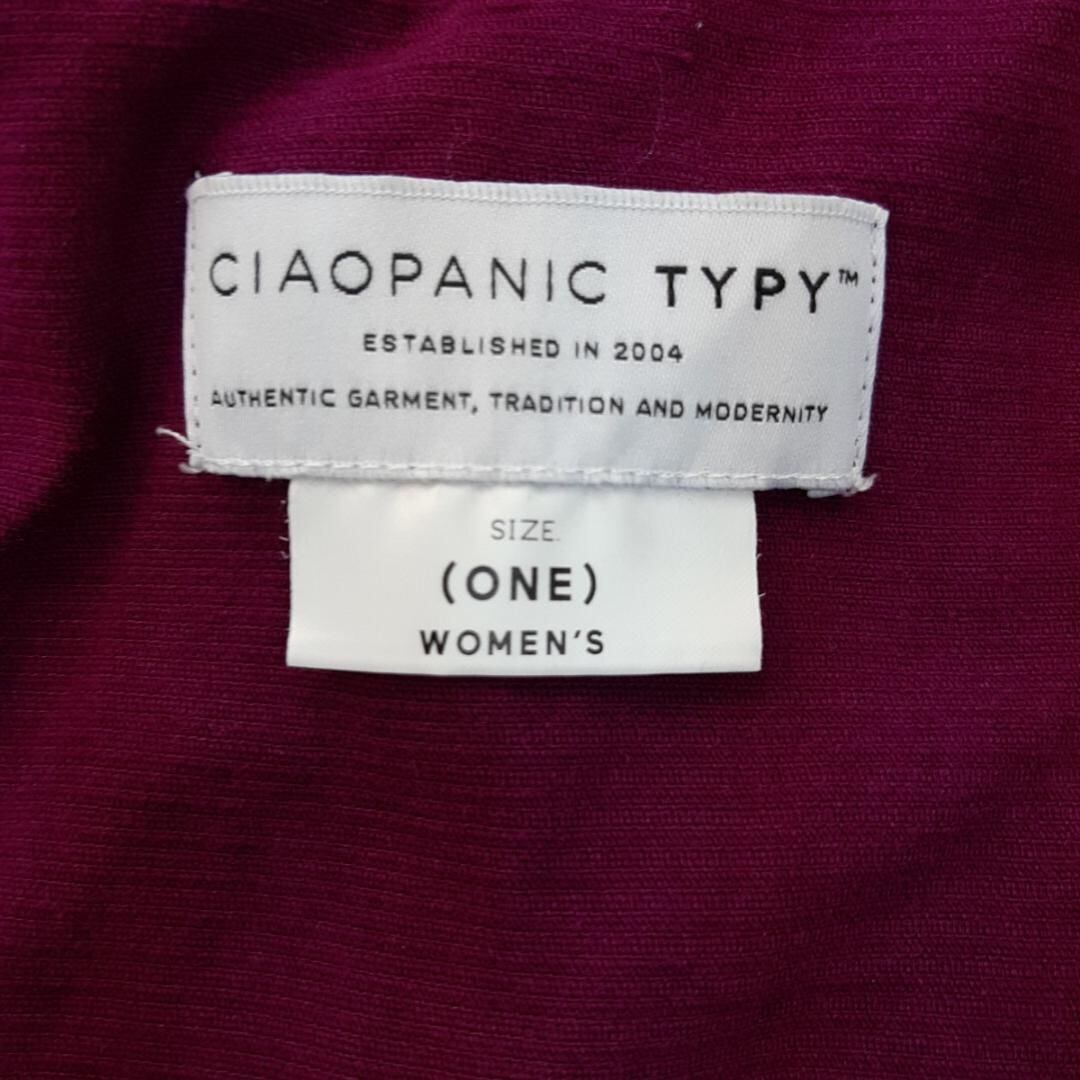 CIAOPANIC TYPY™
ESTABLISHED IN 2004
AUTHENTIC GARMENT, TRADITION AND MODERNITY
SIZE.
(ONE)
WOMEN'S